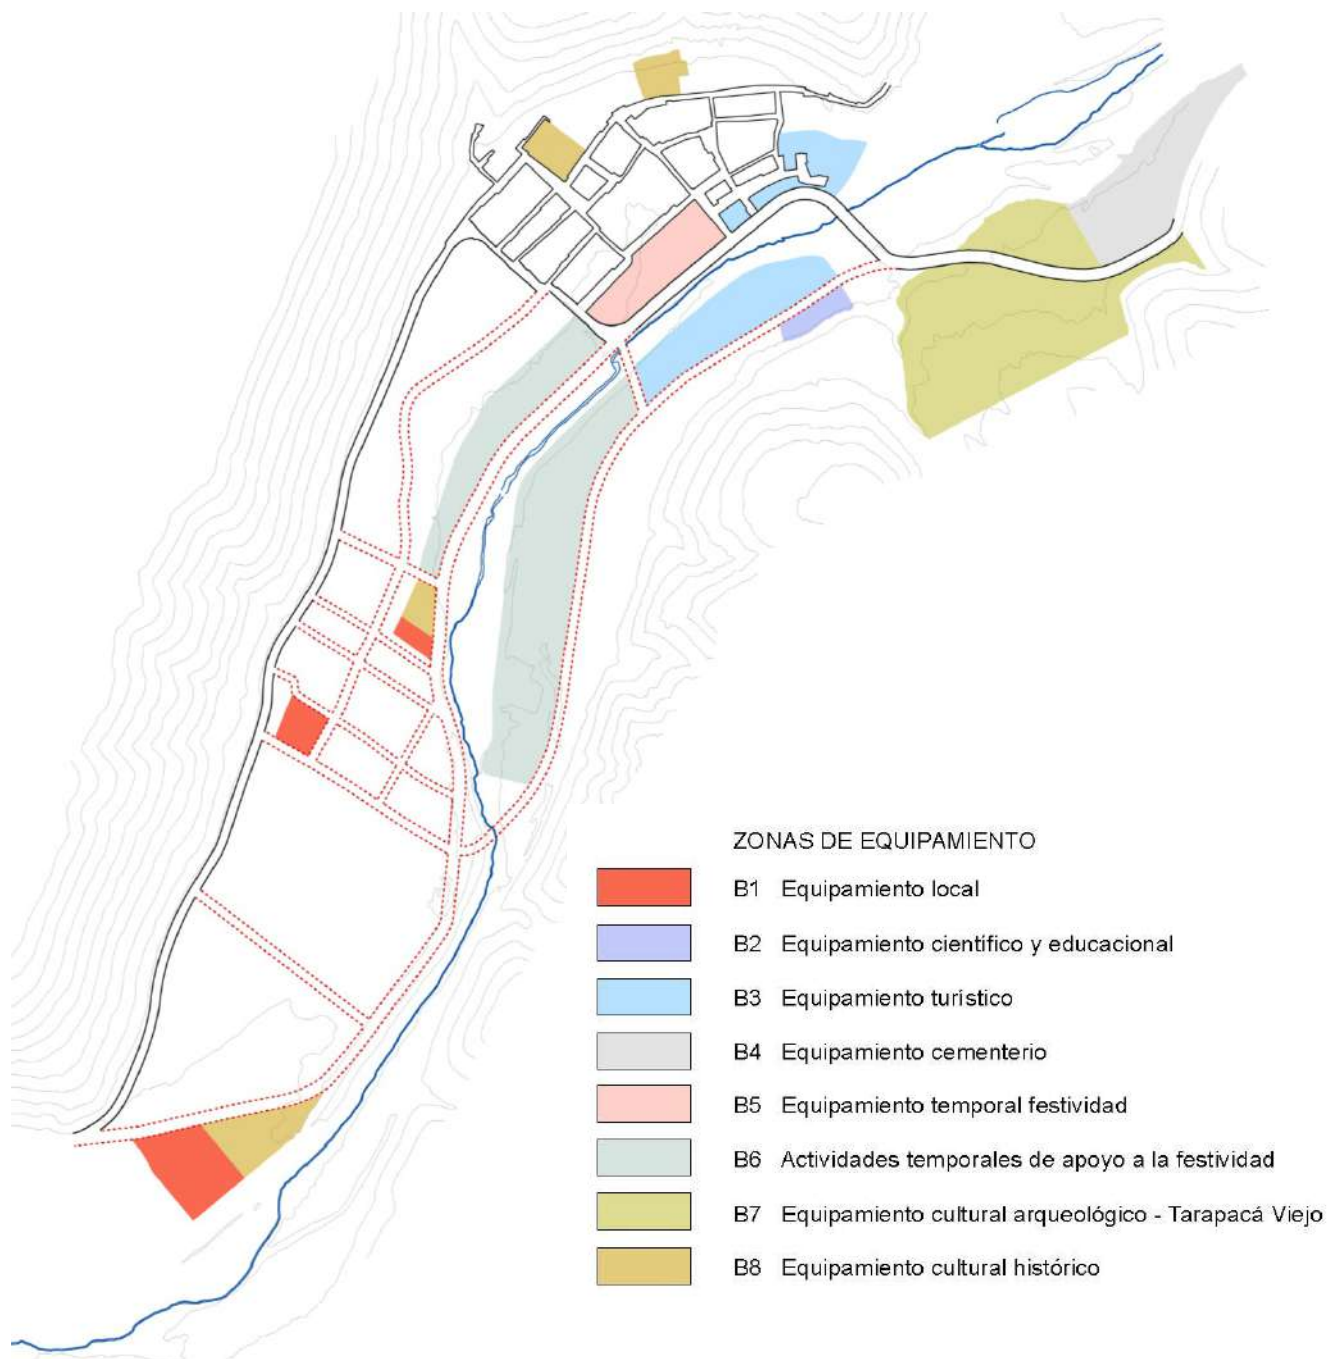 ZONAS DE EQUIPAMIENTO
B1 Equipamiento local
B2 Equipamiento científico y educacional
B3 Equipamiento turístico
B4 Equipamiento cementerio
B5 Equipamiento temporal festividad
B6 Actividades temporales de apoyo a la festividad
B7 Equipamiento cultural arqueológico - Tarapacá Viejo
B8 Equipamiento cultural histórico